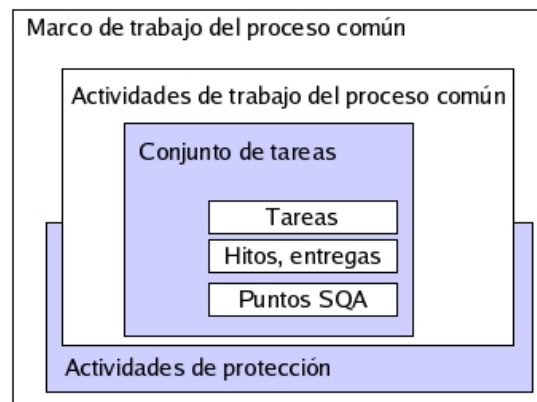 Marco de trabajo del proceso común
Actividades de trabajo del proceso común
Conjunto de tareas
Tareas
Hitos, entregas
Puntos SQA
Actividades de protección